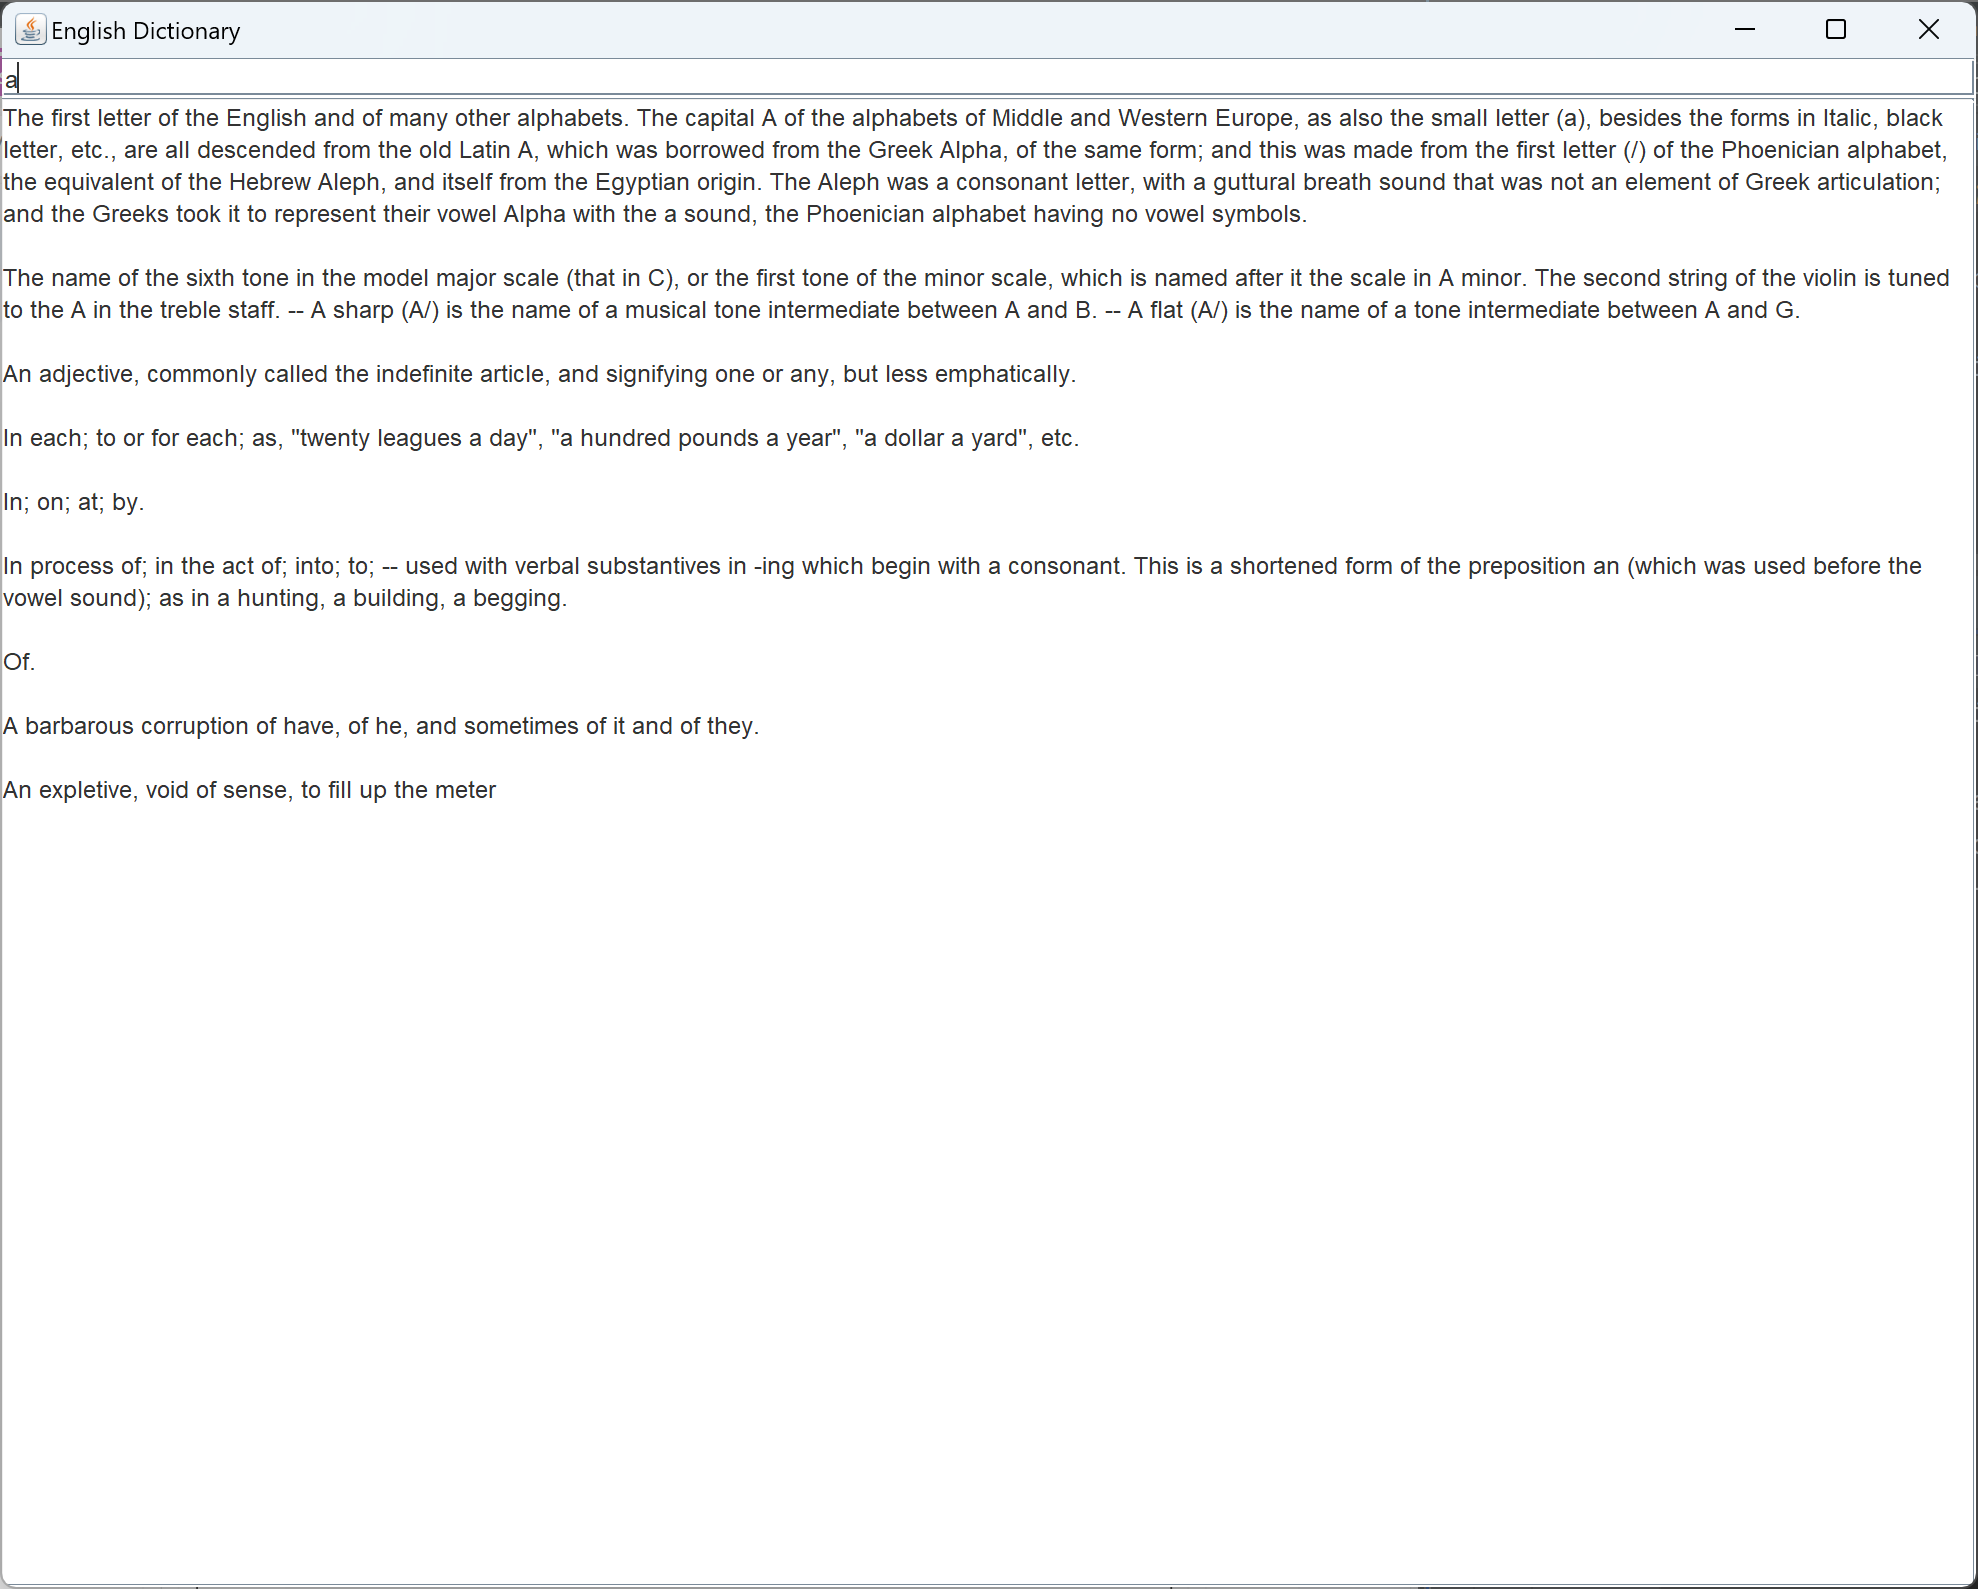 English Dictionary
a
The first letter of the English and of many other alphabets. The capital A of the alphabets of Middle and Western Europe, as also the small letter (a), besides the forms in Italic, black
letter, etc., are all descended from the old Latin A, which was borrowed from the Greek Alpha, of the same form; and this was made from the first letter (/) of the Phoenician alphabet,
the equivalent of the Hebrew Aleph, and itself from the Egyptian origin. The Aleph was a consonant letter, with a guttural breath sound that was not an element of Greek articulation;
and the Greeks took it to represent their vowel Alpha with the a sound, the Phoenician alphabet having no vowel symbols.
The name of the sixth tone in the model major scale (that in C), or the first tone of the minor scale, which is named after it the scale in A minor. The second string of the violin is tuned
to the A in the treble staff. -- A sharp (A/) is the name of a musical tone intermediate between A and B. -- A flat (A/) is the name of a tone intermediate between A and G.
An adjective, commonly called the indefinite article, and signifying one or any, but less emphatically.
In each; to or for each; as, "twenty leagues a day", "a hundred pounds a year", "a dollar a yard", etc.
In; on; at; by.
In process of; in the act of; into; to; -- used with verbal substantives in -ing which begin with a consonant. This is a shortened form of the preposition an (which was used before the
vowel sound); as in a hunting, a building, a begging.
Of.
A barbarous corruption of have, of he, and sometimes of it and of they.
An expletive, void of sense, to fill up the meter